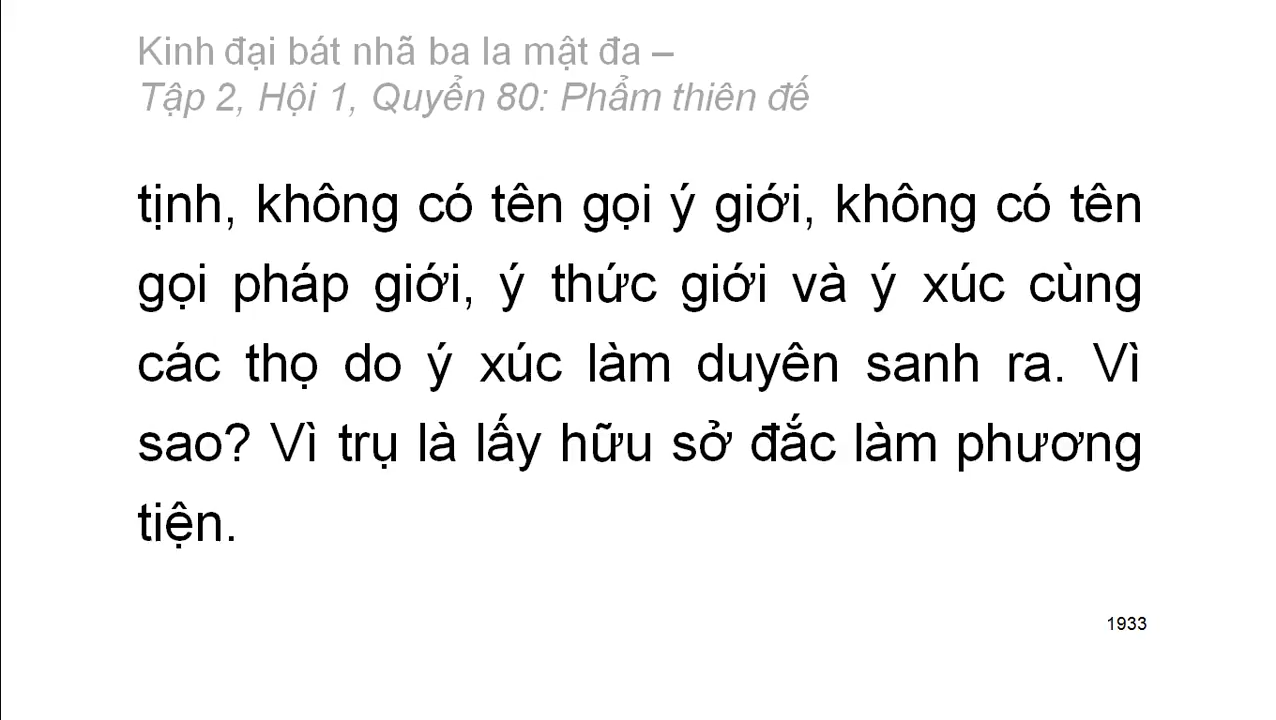 Kinh đại bát nhã ba la mật đa –
Tập 2, Hội 1, Quyển 80: Phẩm thiên đế
tịnh, không có tên gọi ý giới, không có tên
gọi pháp giới, ý thức giới và ý xúc cùng
các thọ do ý xúc làm duyên sanh ra. Vì
sao? Vì trụ là lấy hữu sở đắc làm phương
tiện.
1933